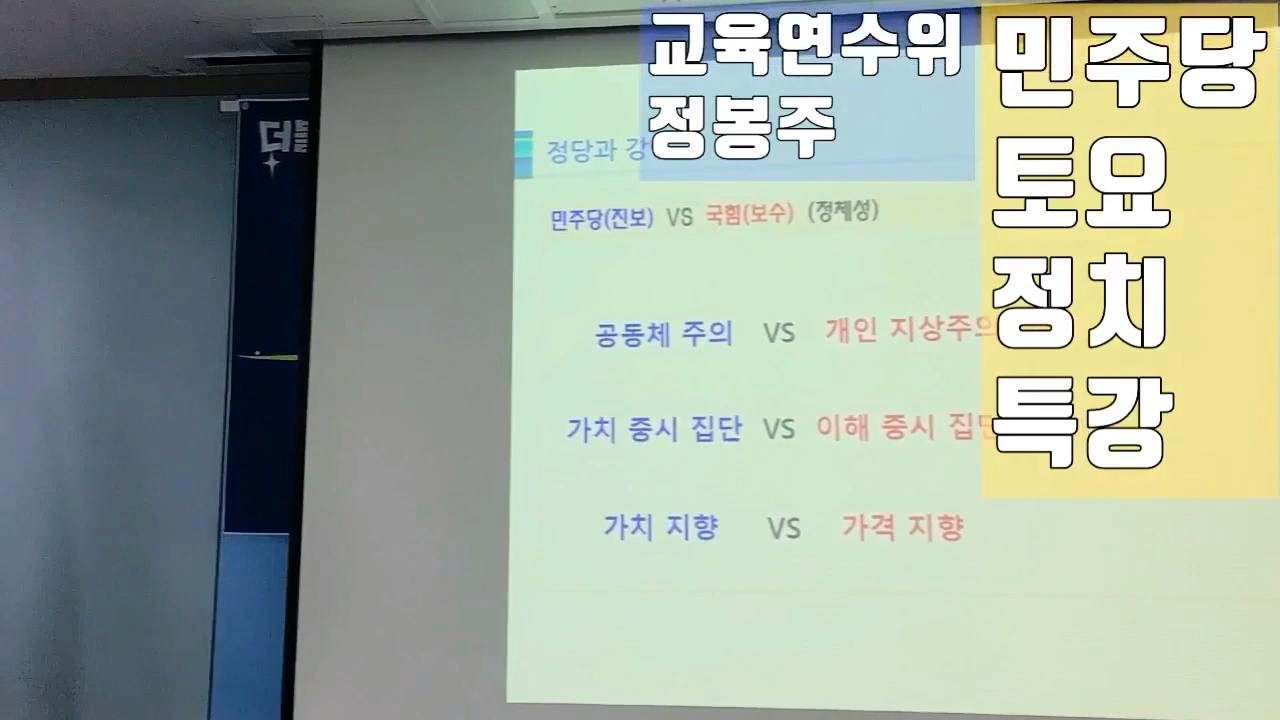 교육연수위
정봉주
민주당
토요
정치
특강
더불
정당과 강
민주당(진보) VS 국힘(보수) (정체성)
공동체 주의 VS 개인 지상주의
가치 중시 집단 VS 이해 중시 집단
가치 지향 VS 가격 지향